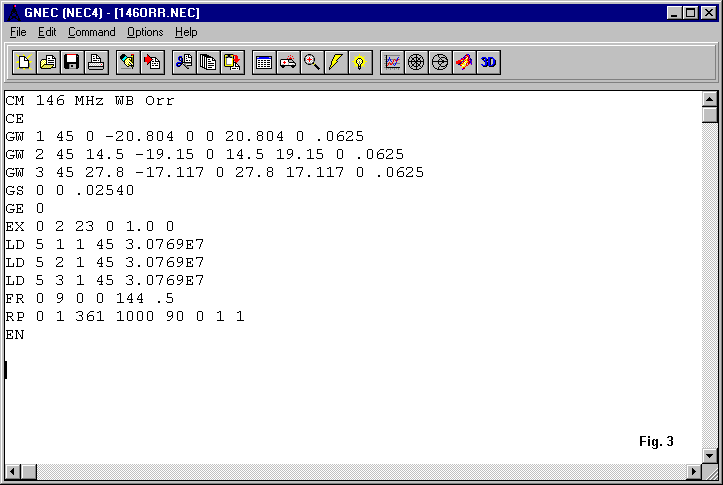 GNEC (NEC4) - [146ORR.NEC]
File Edit Command Options Help
3D
CM 146 MHz WB Orr
CE
GW 1 45 0 -20.804 0 0 20.804 0 .0625
GW 2 45 14.5 -19.15 0 14.5 19.15 0 .0625
GW 3 45 27.8 -17.117 0 27.8 17.117 0 .0625
GS 0 0 .02540
GE 0
EX 0 2 23 0 1.0 0
LD 5 1 1 45 3.0769E7
LD 5 2 1 45 3.0769E7
LD 5 3 1 45 3.0769E7
FR 0 9 0 0 144 .5
RP 0 1 361 1000 90 0 1 1
EN
Fig. 3